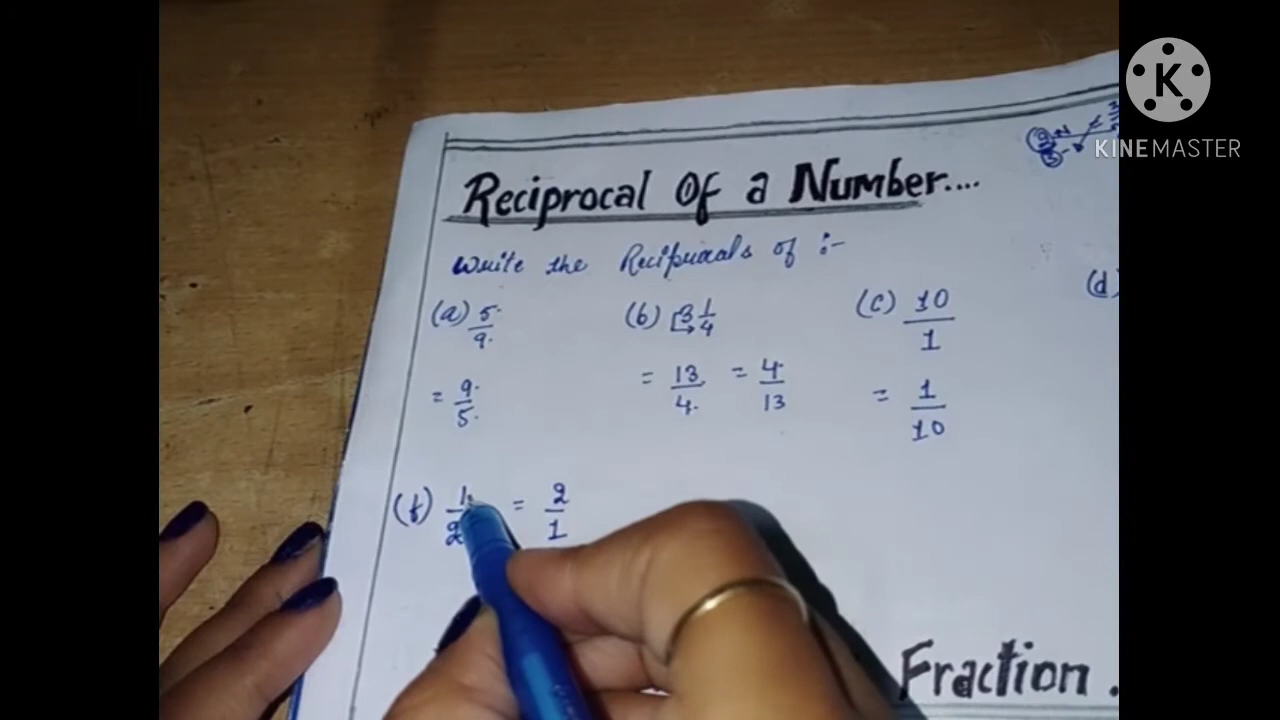 KINEMASTER
Reciprocal Of a Number....
Write the Reciprocals of :-
(a) 5/9 (b) 3 1/4 (c) 10/1 (d)
= 9/5 = 13/4 = 4/13 = 1/10
(f) 1/2 = 2/1
Fraction.